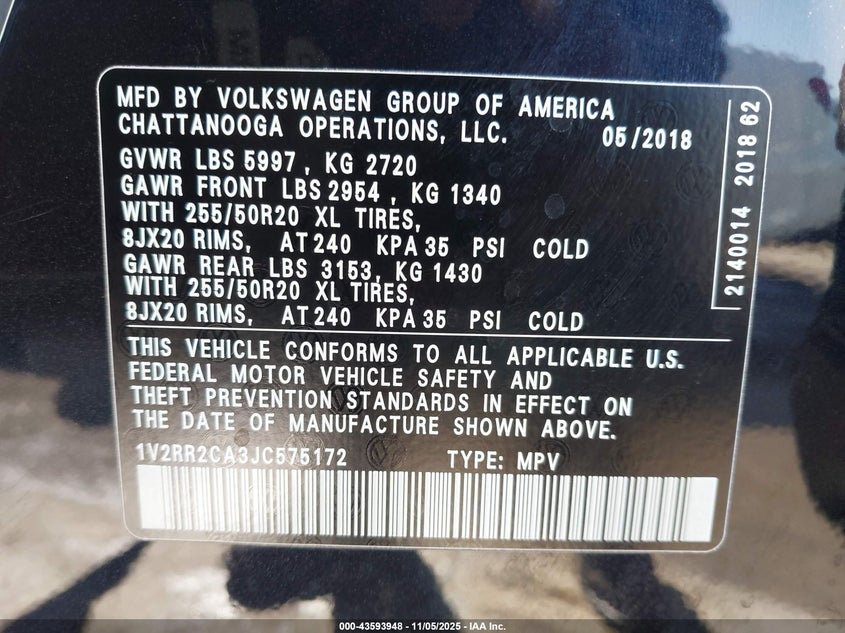 MFD BY VOLKSWAGEN GROUP OF AMERICA
CHATTANOOGA OPERATIONS, LLC. 05/2018
GVWR LBS 5997, KG 2720
GAWR FRONT LBS 2954, KG 1340
WITH 255/50R20 XL TIRES,
8JX20 RIMS, AT 240 KPA 35 PSI COLD
GAWR REAR LBS 3153, KG 1430
WITH 255/50R20 XL TIRES,
8JX20 RIMS, AT 240 KPA 35 PSI COLD
THIS VEHICLE CONFORMS TO ALL APPLICABLE U.S.
FEDERAL MOTOR VEHICLE SAFETY AND
THEFT PREVENTION STANDARDS IN EFFECT ON
THE DATE OF MANUFACTURE SHOWN ABOVE.
1V2RR2CA3JC575172 TYPE: MPV
2140014 2018 62
000-43593948 - 11/05/2025 - IAA Inc.